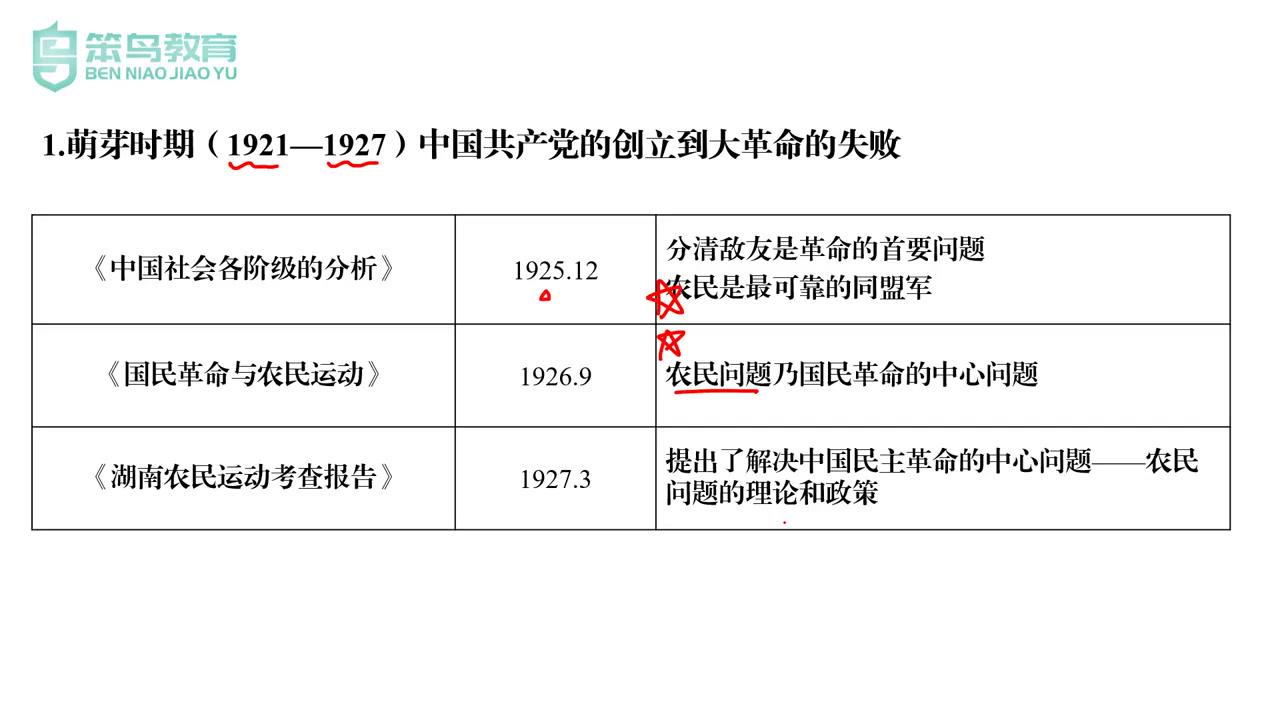 笨鸟教育
BEN NIAO JIAO YU
1.萌芽时期（1921—1927）中国共产党的创立到大革命的失败
《中国社会各阶级的分析》
1925.12
分清敌友是革命的首要问题
农民是最可靠的同盟军
《国民革命与农民运动》
1926.9
农民问题乃国民革命的中心问题
《湖南农民运动考查报告》
1927.3
提出了解决中国民主革命的中心问题——农民
问题的理论和政策